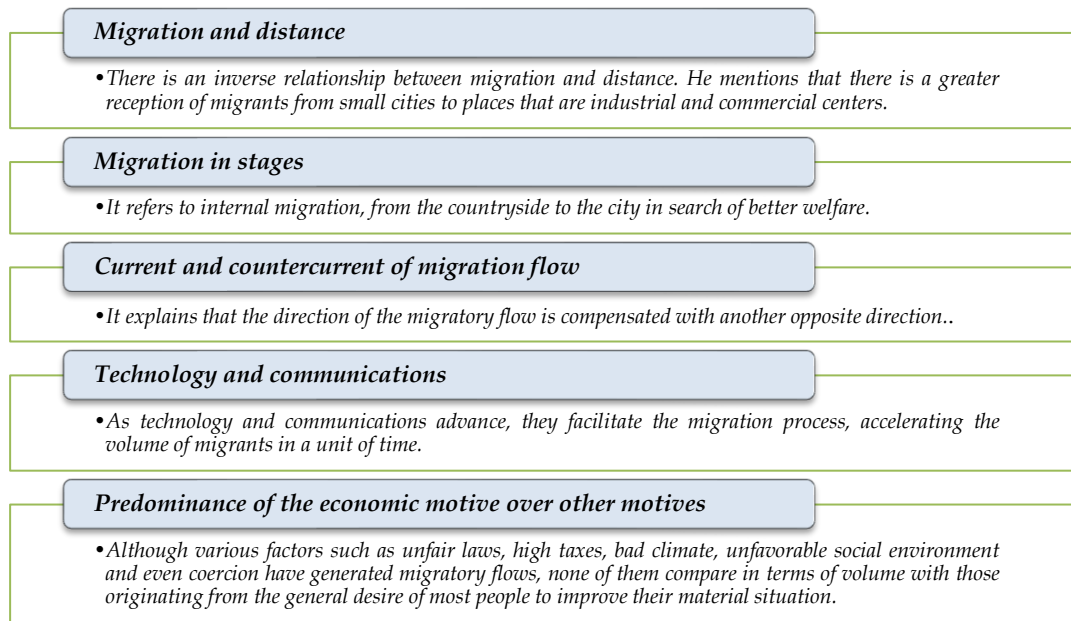 Migration and distance
•There is an inverse relationship between migration and distance. He mentions that there is a greater
reception of migrants from small cities to places that are industrial and commercial centers.
Migration in stages
•It refers to internal migration, from the countryside to the city in search of better welfare.
Current and countercurrent of migration flow
•It explains that the direction of the migratory flow is compensated with another opposite direction..
Technology and communications
•As technology and communications advance, they facilitate the migration process, accelerating the
volume of migrants in a unit of time.
Predominance of the economic motive over other motives
•Although various factors such as unfair laws, high taxes, bad climate, unfavorable social environment
and even coercion have generated migratory flows, none of them compare in terms of volume with those
originating from the general desire of most people to improve their material situation.